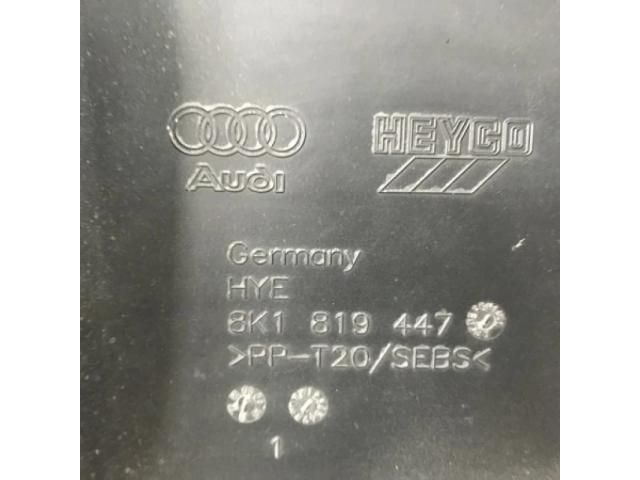 Audi
HEYCO
Germany
HYE
8K1 819 447
>PP-T20/SEBS<
1